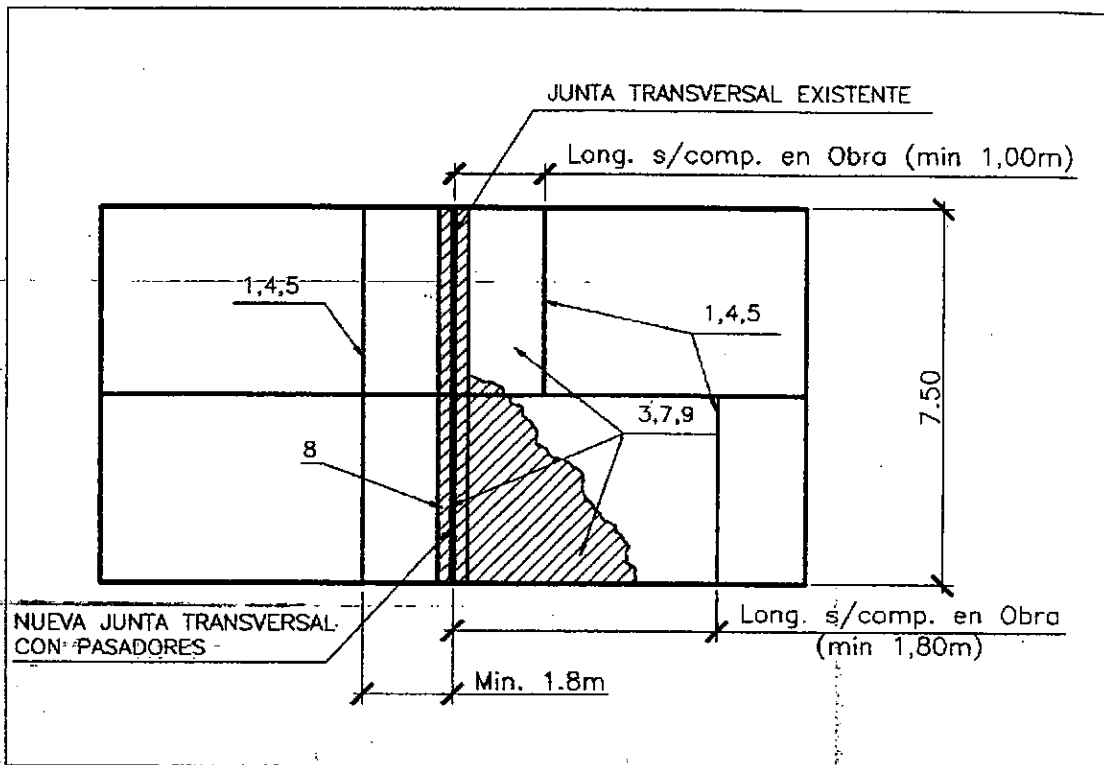 JUNTA TRANSVERSAL EXISTENTE
Long. s/comp. en Obra (min 1,00m)
1,4,5
1,4,5
7.50
3,7,9
8
NUEVA JUNTA TRANSVERSAL
CON PASADORES
Long. s/comp. en Obra
(min 1,80m)
Min. 1.8m